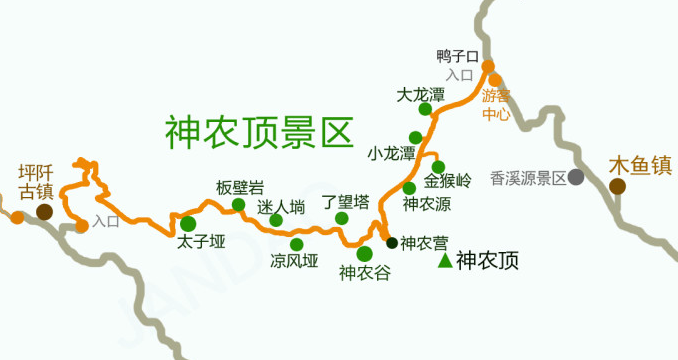 鸭子口
入口
大龙潭
游客
中心
神农顶景区
小龙潭
木鱼镇
坪阡
古镇
金猴岭
香溪源景区
板壁岩
迷人埫
了望塔
神农源
入口
太子垭
凉风垭
神农谷
神农营
神农顶